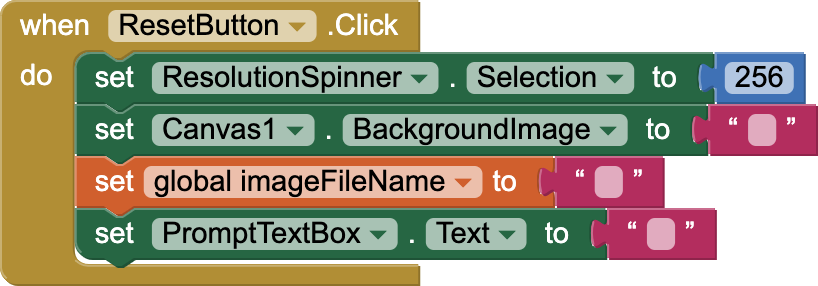 when ResetButton .Click
do set ResolutionSpinner . Selection to 256
set Canvas1 . BackgroundImage to “ ”
set global imageFileName to “ ”
set PromptTextBox . Text to “ ”